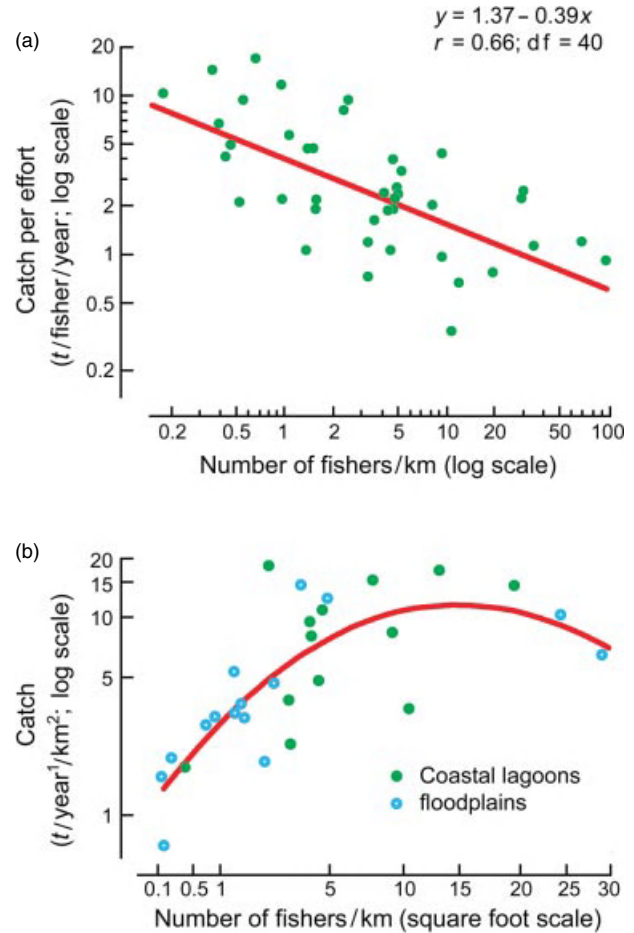 (a)
y = 1.37 – 0.39x
r = 0.66; df = 40
Catch per effort
(t/fisher/year; log scale)
20
10
5
2
1
0.5
0.2
0.2 0.5 1 2 5 10 20 50 100
Number of fishers/km (log scale)
(b)
Catch
(t/year¹/km²; log scale)
20
15
10
5
1
Coastal lagoons
floodplains
0.1 0.5 1 5 10 15 20 25 30
Number of fishers/km (square foot scale)